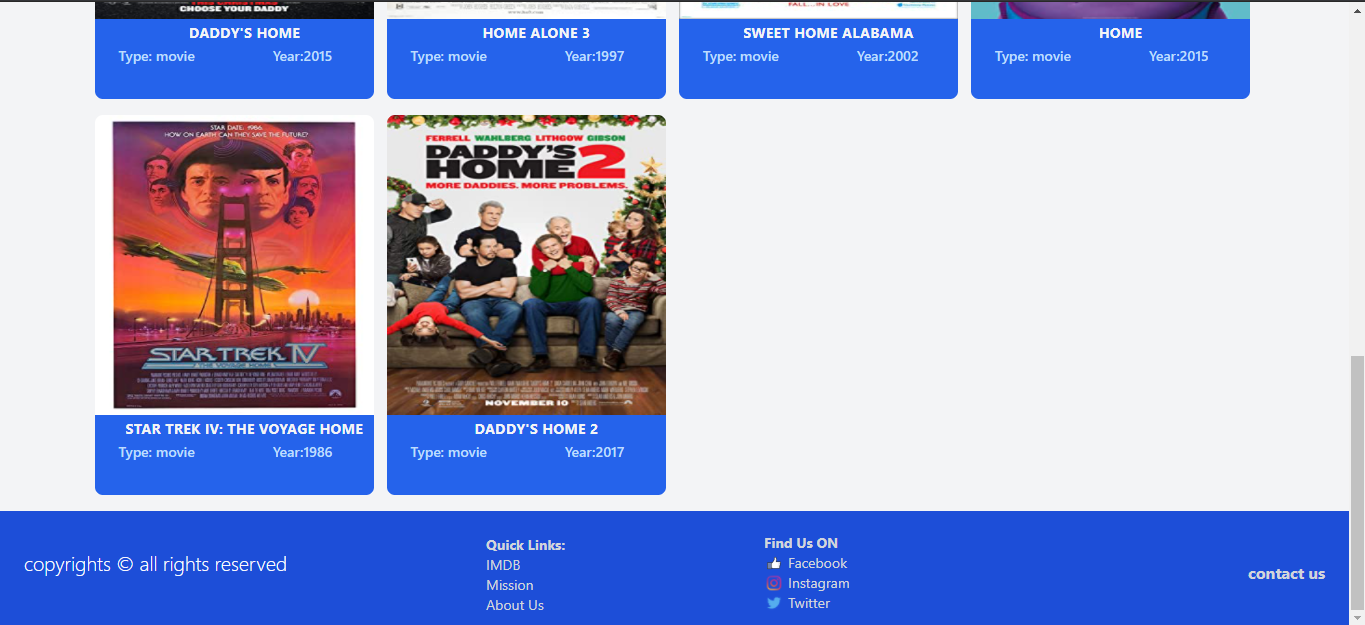 CHOOSE YOUR DADDY
FALL...IN LOVE
DADDY'S HOME
Type: movie Year:2015
HOME ALONE 3
Type: movie Year:1997
SWEET HOME ALABAMA
Type: movie Year:2002
HOME
Type: movie Year:2015
STAR DATE: 1986.
HOW ON EARTH CAN THEY SAVE THE FUTURE?
STAR TREK IV
THE VOYAGE HOME
STAR TREK IV: THE VOYAGE HOME
Type: movie Year:1986
FERRELL WAHLBERG LITHGOW GIBSON
DADDY'S
HOME 2
MORE DADDIES. MORE PROBLEMS.
NOVEMBER 10
DADDY'S HOME 2
Type: movie Year:2017
copyrights © all rights reserved
Quick Links:
IMDB
Mission
About Us
Find Us ON
Facebook
Instagram
Twitter
contact us